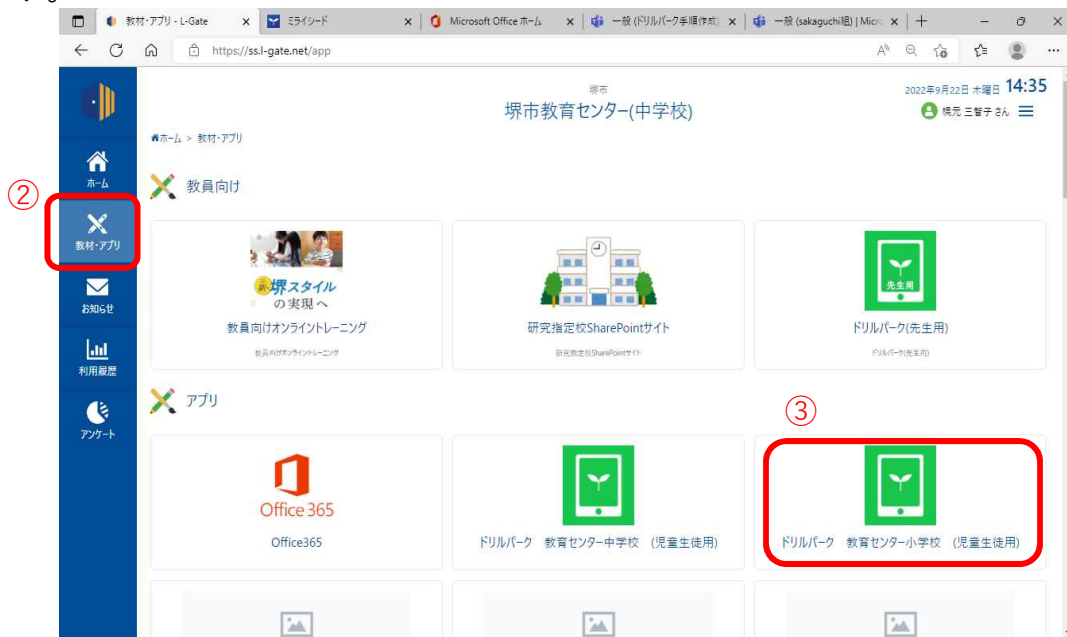 す。
教材・アプリ - L-Gate
ミライシード
Microsoft Office ホーム
一般 (ドリルパーク手順作成)
一般 (sakaguchi組) | Micro
https://ss.l-gate.net/app
堺市
堺市教育センター(中学校)
2022年9月22日 木曜日 14:35
三智子 さん
ホーム > 教材・アプリ
②
ホーム
教材・アプリ
お知らせ
利用履歴
アンケート
教員向け
堺スタイル
の実現へ
教員向けオンライントレーニング
教員向けオンライントレーニング
研究指定校SharePointサイト
研究指定校SharePointサイト
先生用
ドリルパーク(先生用)
ドリルパーク(先生用)
アプリ
③
Office 365
Office365
ドリルパーク 教育センター中学校 (児童生徒用)
ドリルパーク 教育センター小学校 (児童生徒用)